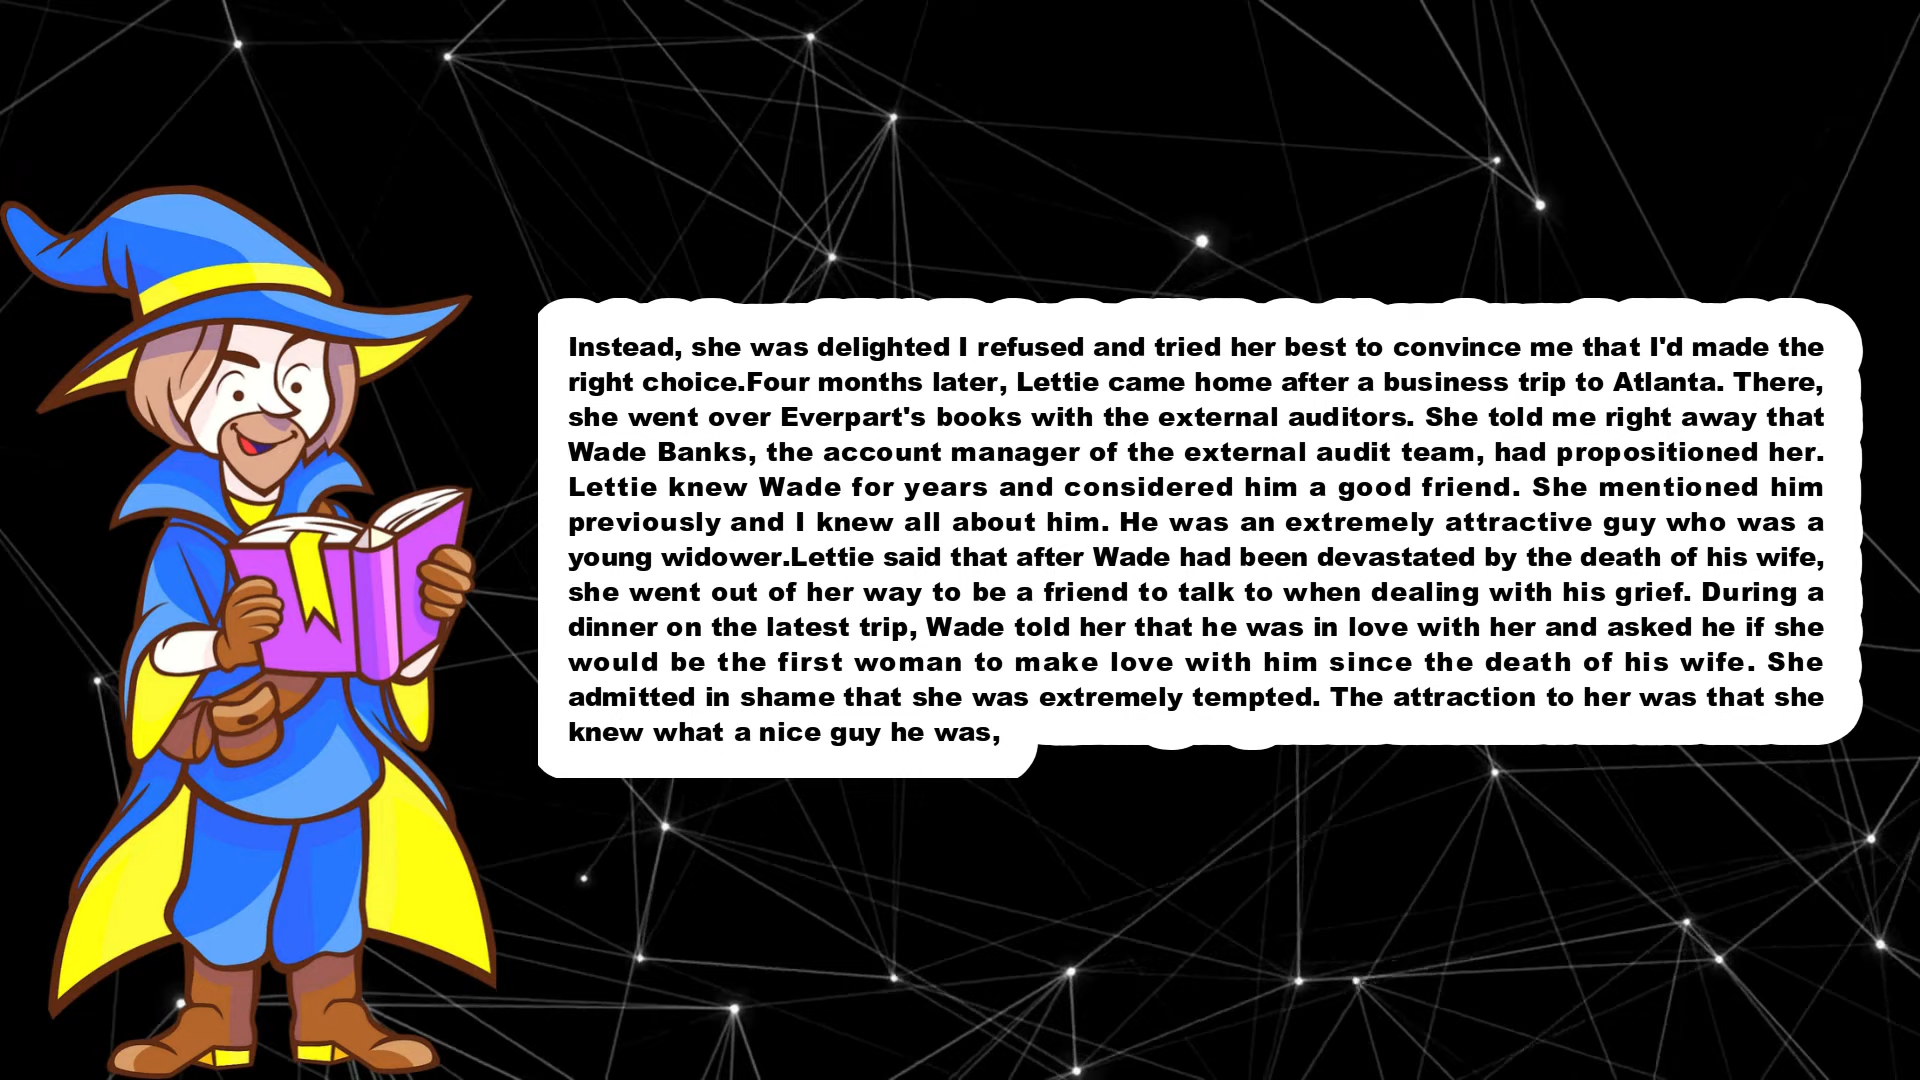 Instead, she was delighted I refused and tried her best to convince me that I'd made the
right choice.Four months later, Lettie came home after a business trip to Atlanta. There,
she went over Everpart's books with the external auditors. She told me right away that
Wade Banks, the account manager of the external audit team, had propositioned her.
Lettie knew Wade for years and considered him a good friend. She mentioned him
previously and I knew all about him. He was an extremely attractive guy who was a
young widower.Lettie said that after Wade had been devastated by the death of his wife,
she went out of her way to be a friend to talk to when dealing with his grief. During a
dinner on the latest trip, Wade told her that he was in love with her and asked he if she
would be the first woman to make love with him since the death of his wife. She
admitted in shame that she was extremely tempted. The attraction to her was that she
knew what a nice guy he was,